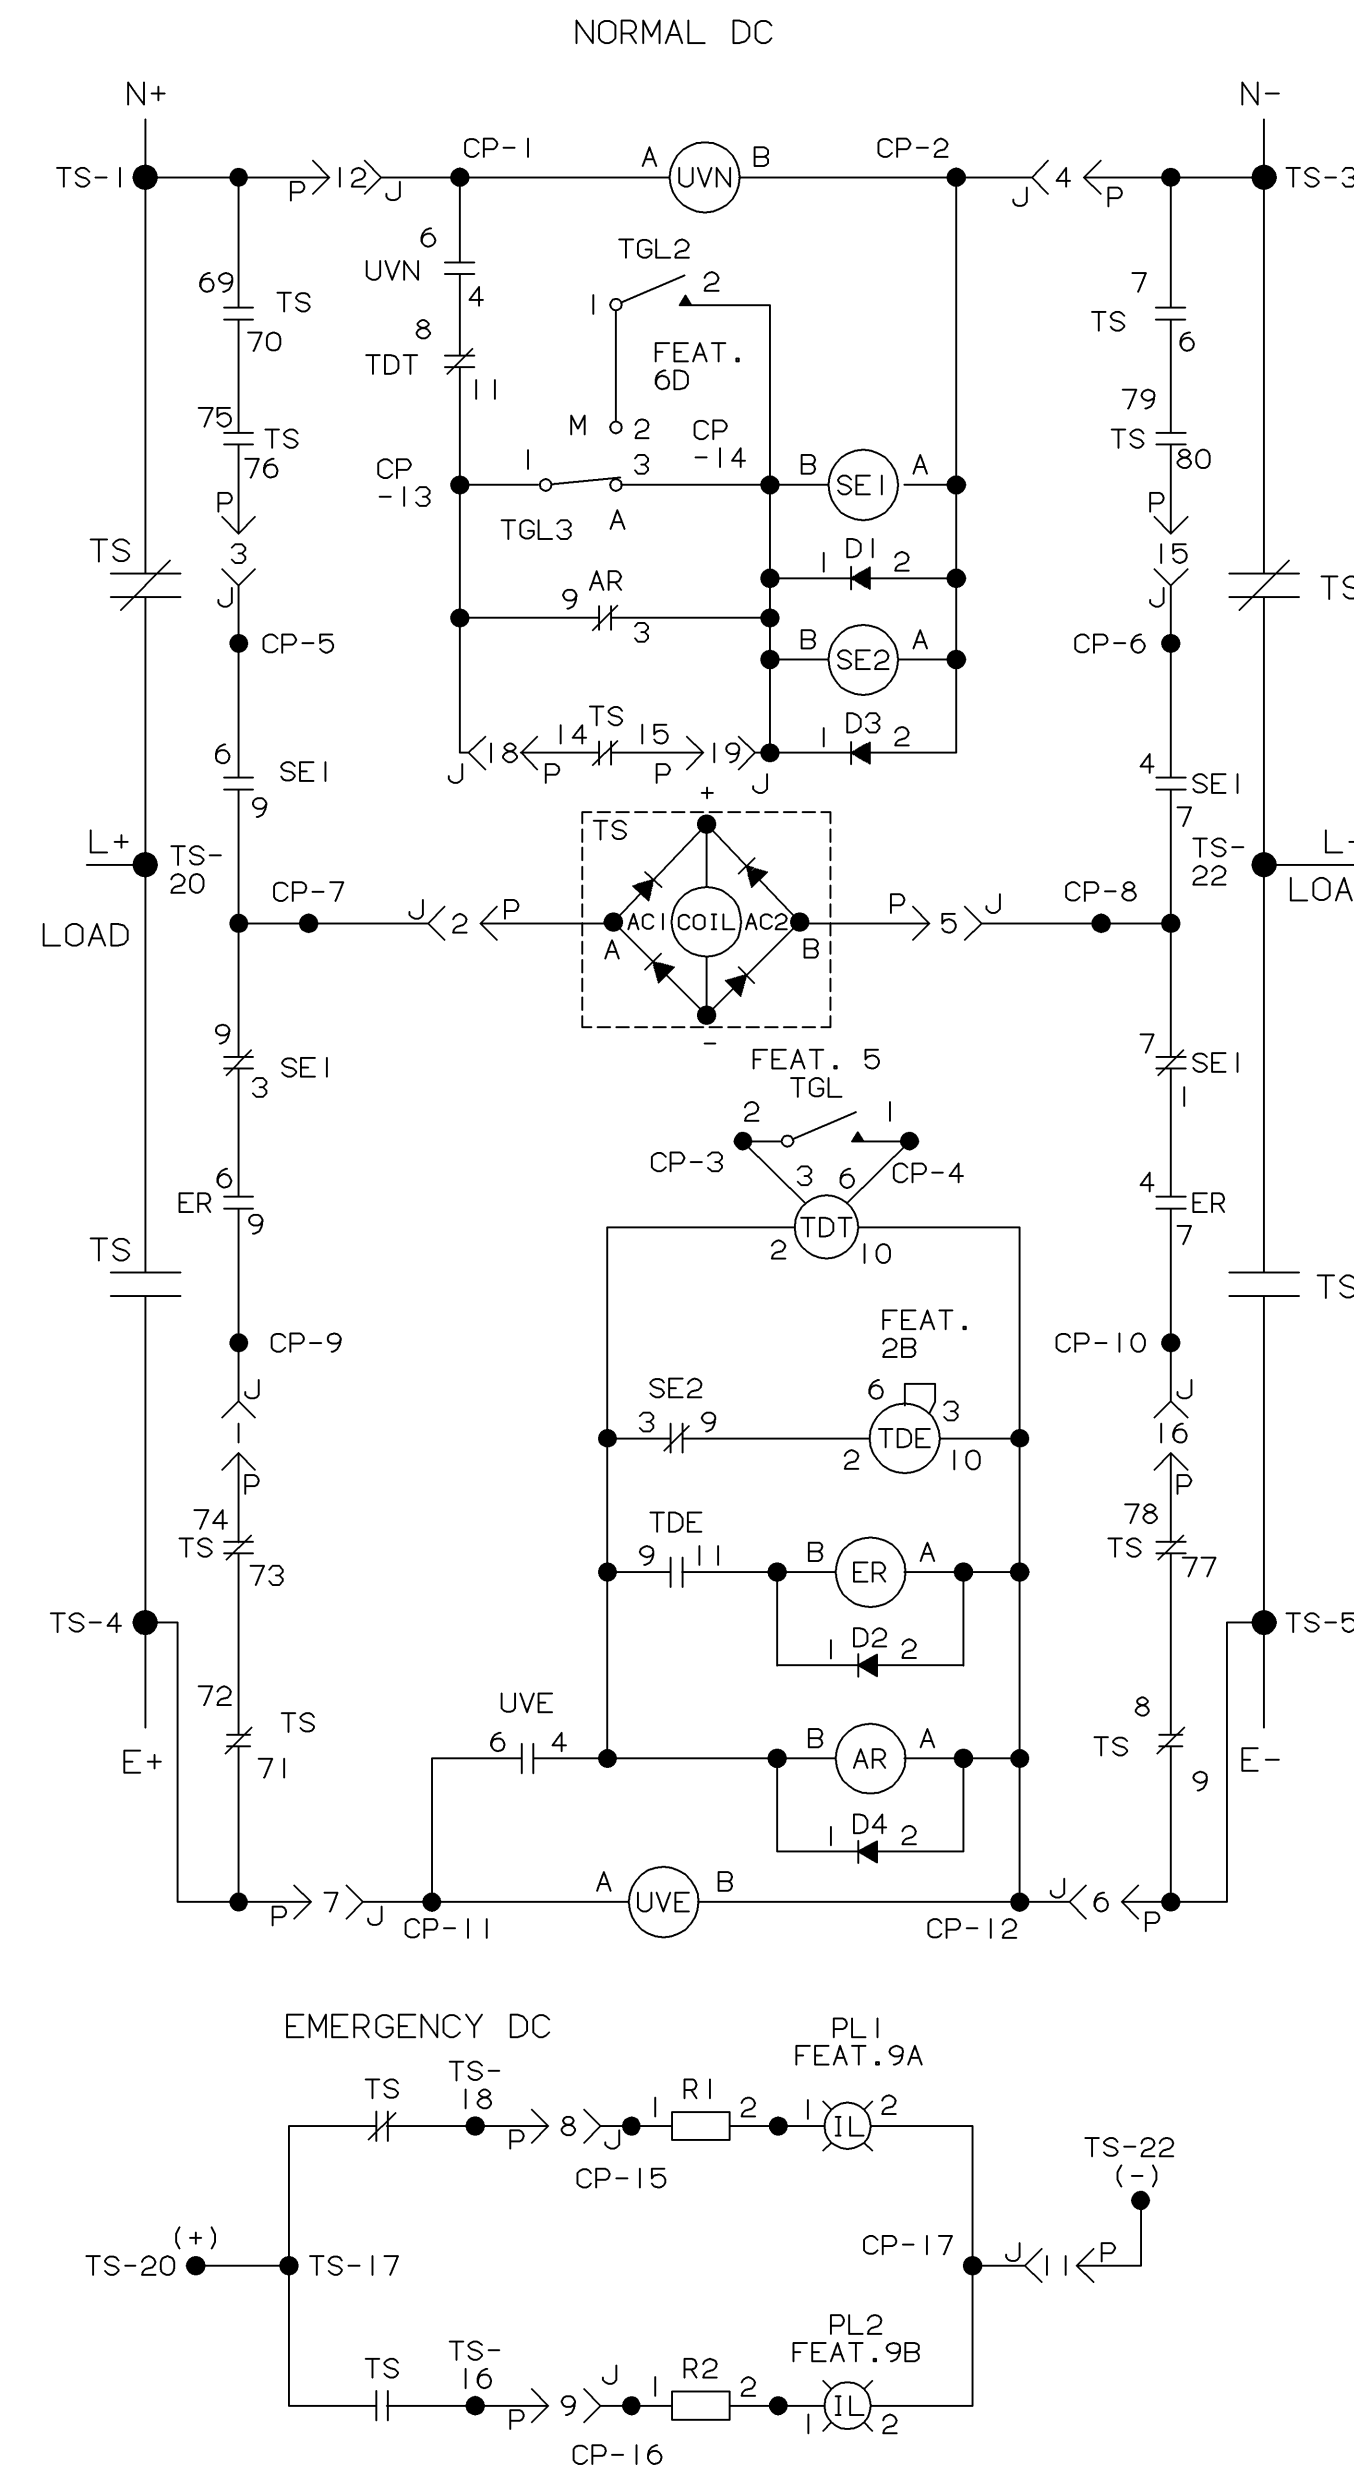 NORMAL DC
N+
N-
TS-1
P
12
J
CP-1
A
UVN
B
CP-2
J
4
P
TS-3
69
TS
70
6
UVN
4
TGL2
1
2
7
TS
6
8
TDT
11
FEAT.
6D
75
TS
76
M
2
CP
-14
79
TS
80
CP
-13
1
3
TGL3
A
B
SE1
A
P
3
J
P
15
J
TS
TS
1
D1
2
AR
9
3
CP-5
CP-6
B
SE2
A
TS
14
15
J
18
P
P
19
J
1
D3
2
6
SE1
9
4
SE1
7
+
TS
L+
TS-
20
LOAD
TS-
22
L-
LOA
CP-7
J
2
P
A
AC1
COIL
AC2
B
P
5
J
CP-8
-
9
SE1
3
7
SE1
1
FEAT. 5
TGL
2
1
CP-3
CP-4
3
6
TDT
2
10
6
ER
9
4
ER
7
TS
TS
CP-9
CP-10
FEAT.
2B
J
1
P
J
16
P
SE2
3
9
6
3
TDE
2
10
74
TS
73
78
TS
77
TDE
9
11
B
ER
A
1
D2
2
TS-4
TS-5
72
TS
71
8
TS
9
E+
E-
UVE
6
4
B
AR
A
1
D4
2
P
7
J
CP-11
A
UVE
B
CP-12
J
6
P
EMERGENCY DC
PL1
FEAT.9A
TS
TS-
18
P
8
J
CP-15
1
R1
2
1
IL
2
TS-22
(-)
(+)
TS-20
TS-17
CP-17
J
11
P
PL2
FEAT.9B
TS
TS-
16
P
9
J
CP-16
1
R2
2
1
IL
2